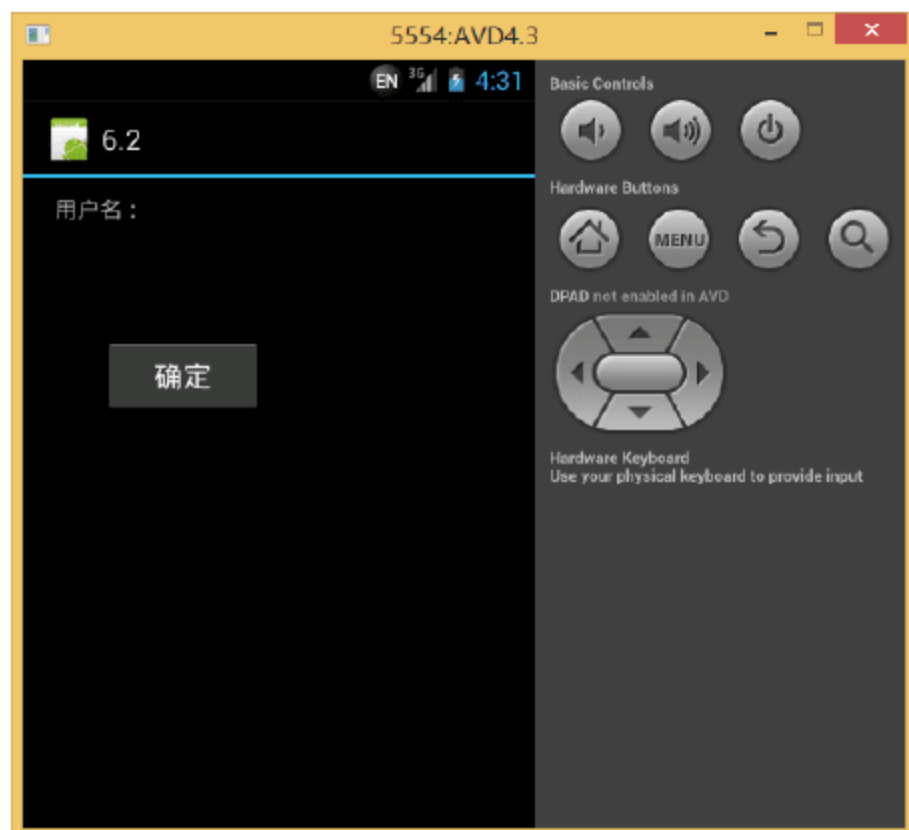 5554:AVD4.3
EN 3G 4:31
6.2
用户名：
确定
Basic Controls
Hardware Buttons
MENU
DPAD not enabled in AVD
Hardware Keyboard
Use your physical keyboard to provide input